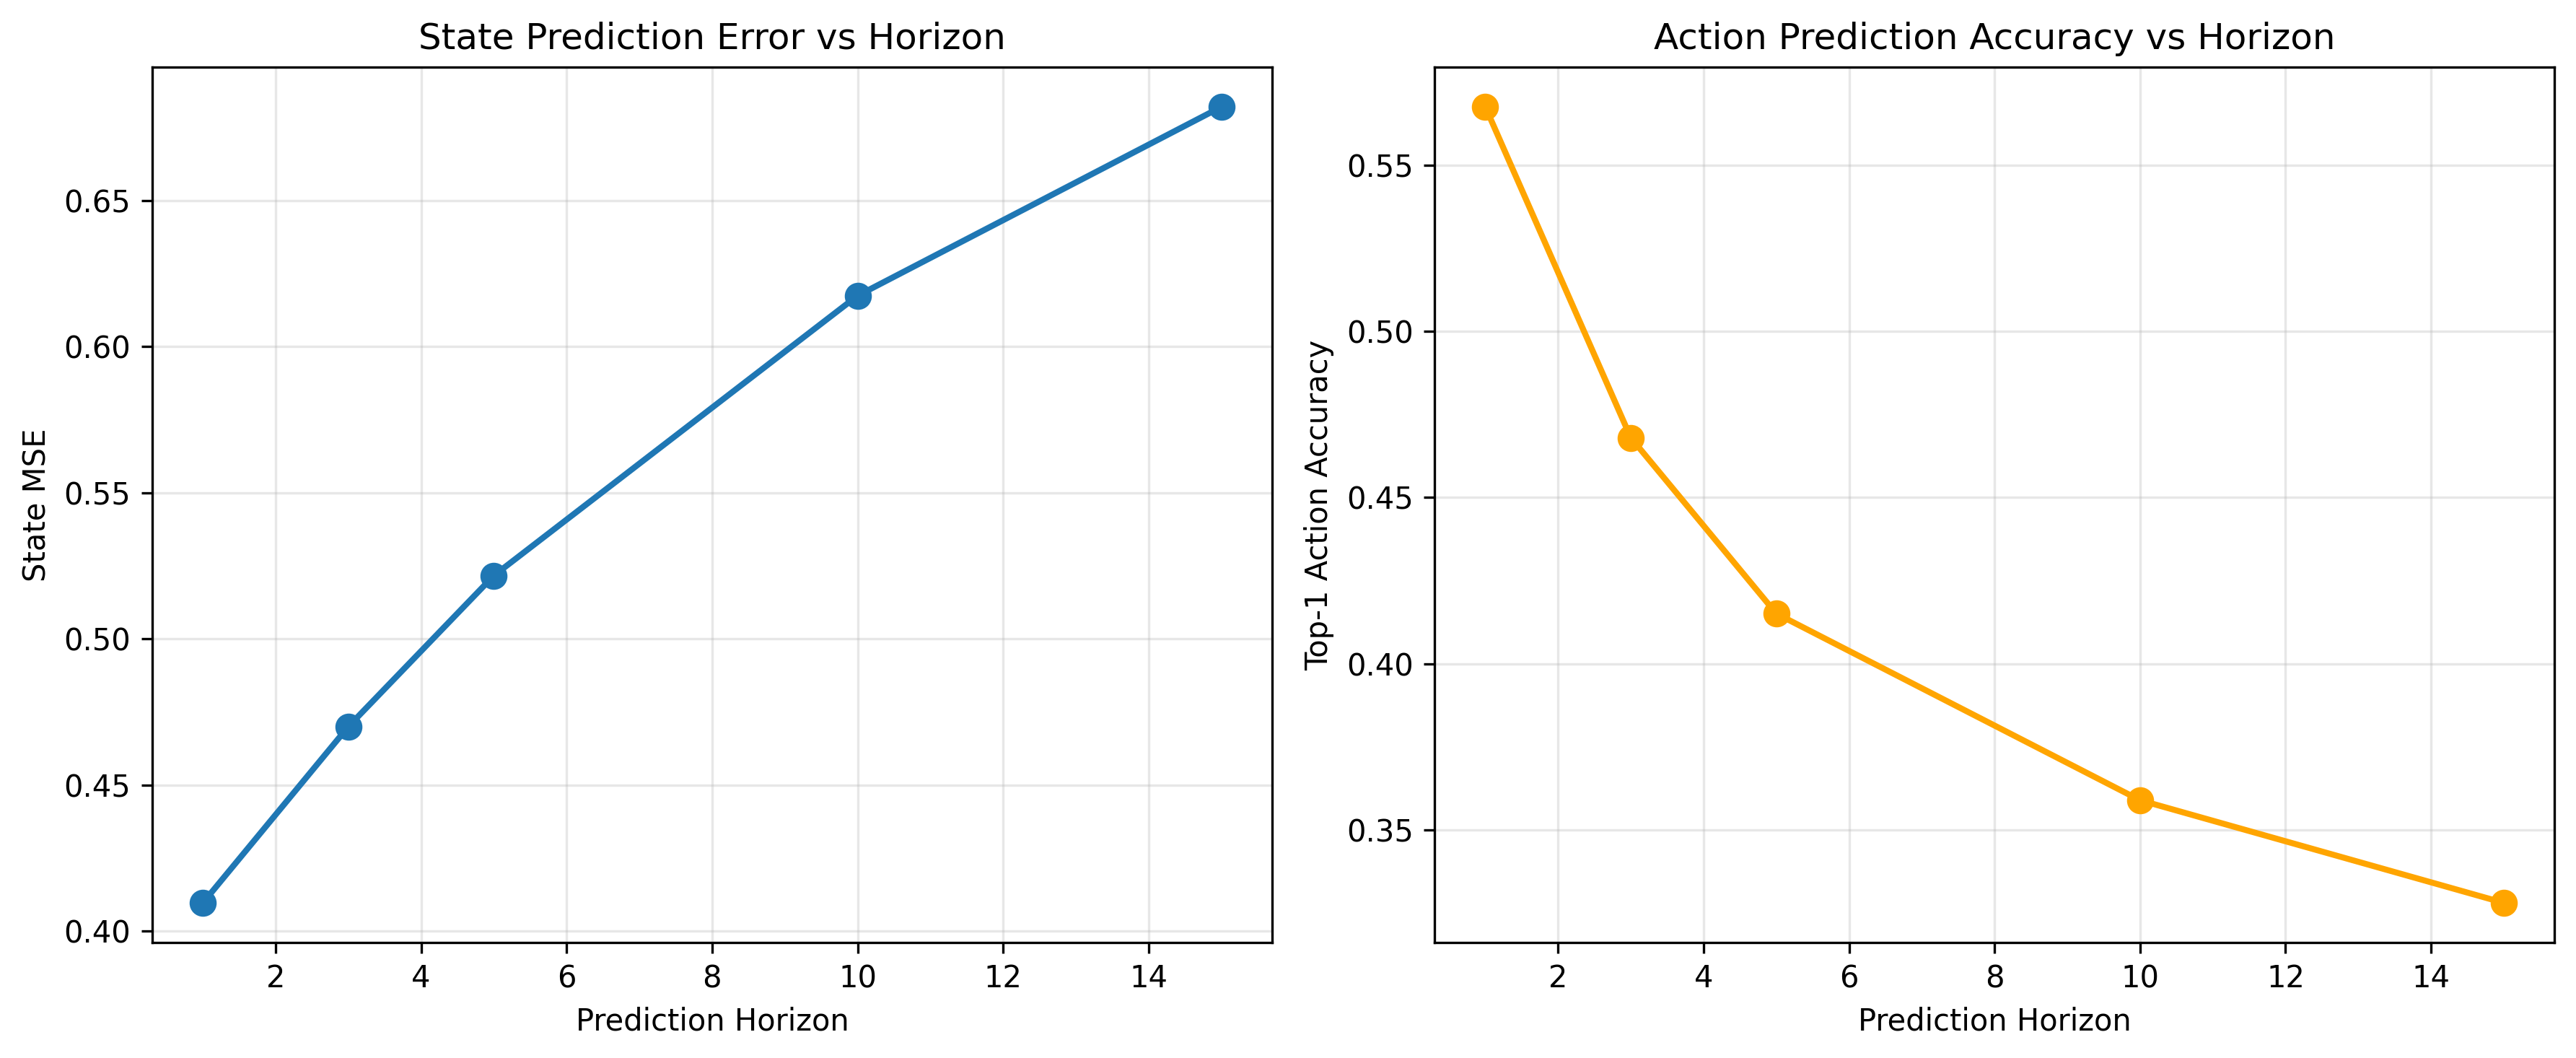 State Prediction Error vs Horizon
State MSE
0.65
0.60
0.55
0.50
0.45
0.40
2 4 6 8 10 12 14
Prediction Horizon
Action Prediction Accuracy vs Horizon
Top-1 Action Accuracy
0.55
0.50
0.45
0.40
0.35
2 4 6 8 10 12 14
Prediction Horizon